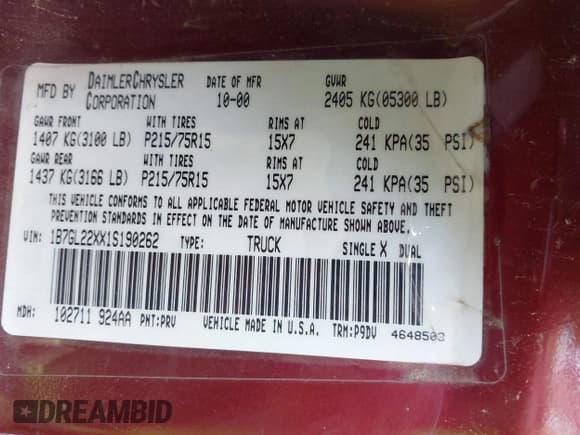 MFD BY DAIMLERCHRYSLER CORPORATION DATE OF MFR 10-00 GVWR 2405 KG(05300 LB)
GAWR FRONT WITH TIRES RIMS AT COLD
1407 KG(3100 LB) P215/75R15 15X7 241 KPA(35 PSI)
GAWR REAR WITH TIRES RIMS AT COLD
1437 KG(3166 LB) P215/75R15 15X7 241 KPA(35 PSI)
THIS VEHICLE CONFORMS TO ALL APPLICABLE FEDERAL MOTOR VEHICLE SAFETY AND THEFT
PREVENTION STANDARDS IN EFFECT ON THE DATE OF MANUFACTURE SHOWN ABOVE.
VIN: 1B7GL22XX1S190262 TYPE: TRUCK SINGLE X DUAL
MDH: 102711 924AA PNT:PRV VEHICLE MADE IN U.S.A. TRM:P9DV 4648503
DREAMBID